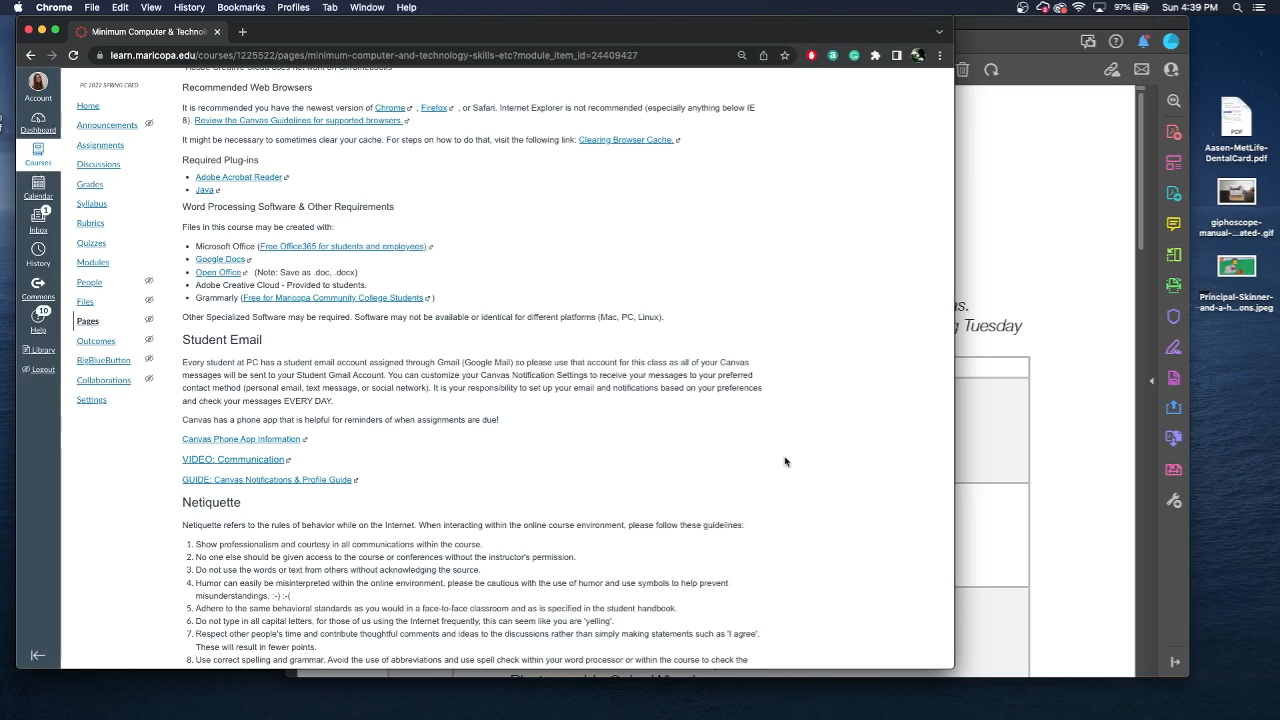 Chrome File Edit View History Bookmarks Profiles Tab Window Help
97% Sun 4:39 PM
Minimum Computer & Technol
learn.maricopa.edu/courses/1225522/pages/minimum-computer-and-technology-skills-etc?module_item_id=24409427
Account
Dashboard
Courses
Calendar
1
Inbox
History
Commons
10
Help
Library
Logout
PC 2022 SPRING CRED
Home
Announcements
Assignments
Discussions
Grades
Syllabus
Rubrics
Quizzes
Modules
People
Files
Pages
Outcomes
BigBlueButton
Collaborations
Settings
Recommended Web Browsers
It is recommended you have the newest version of Chrome , Firefox , or Safari. Internet Explorer is not recommended (especially anything below IE
8). Review the Canvas Guidelines for supported browsers.
It might be necessary to sometimes clear your cache. For steps on how to do that, visit the following link: Clearing Browser Cache.
Required Plug-ins
• Adobe Acrobat Reader
• Java
Word Processing Software & Other Requirements
Files in this course may be created with:
• Microsoft Office (Free Office365 for students and employees)
• Google Docs
• Open Office (Note: Save as .doc, .docx)
• Adobe Creative Cloud - Provided to students.
• Grammarly (Free for Maricopa Community College Students )
Other Specialized Software may be required. Software may not be available or identical for different platforms (Mac, PC, Linux).
Student Email
Every student at PC has a student email account assigned through Gmail (Google Mail) so please use that account for this class as all of your Canvas
messages will be sent to your Student Gmail Account. You can customize your Canvas Notification Settings to receive your messages to your preferred
contact method (personal email, text message, or social network). It is your responsibility to set up your email and notifications based on your preferences
and check your messages EVERY DAY.
Canvas has a phone app that is helpful for reminders of when assignments are due!
Canvas Phone App Information
VIDEO: Communication
GUIDE: Canvas Notifications & Profile Guide
Netiquette
Netiquette refers to the rules of behavior while on the Internet. When interacting within the online course environment, please follow these guidelines:
1. Show professionalism and courtesy in all communications within the course.
2. No one else should be given access to the course or conferences without the instructor's permission.
3. Do not use the words or text from others without acknowledging the source.
4. Humor can easily be misinterpreted within the online environment, please be cautious with the use of humor and use symbols to help prevent
misunderstandings. :-) :-(
5. Adhere to the same behavioral standards as you would in a face-to-face classroom and as is specified in the student handbook.
6. Do not type in all capital letters, for those of us using the Internet frequently, this can seem like you are 'yelling'.
7. Respect other people's time and contribute thoughtful comments and ideas to the discussions rather than simply making statements such as 'I agree'.
These will result in fewer points.
8. Use correct spelling and grammar. Avoid the use of abbreviations and use spell check within your word processor or within the course to check the
Tuesday
PDF
Aasen-MetLife-
DentalCard.pdf
giphoscope-
manual-...ated-.gif
Principal-Skinner-
and-a-h...ons.jpeg